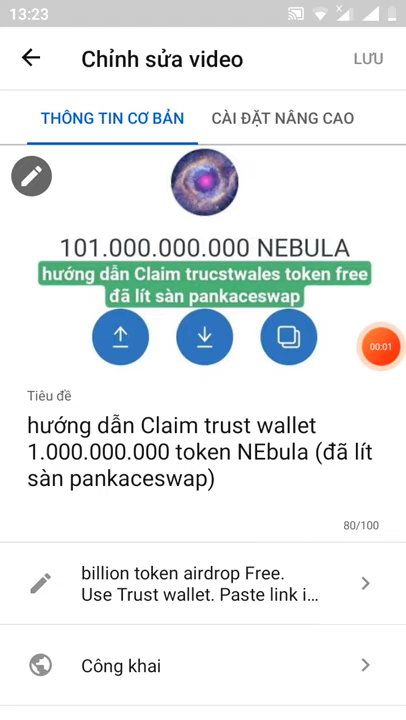 13:23
Chỉnh sửa video
LƯU
THÔNG TIN CƠ BẢN CÀI ĐẶT NÂNG CAO
101.000.000.000 NEBULA
hướng dẫn Claim trucstwales token free
đã lít sàn pankaceswap
00:01
Tiêu đề
hướng dẫn Claim trust wallet
1.000.000.000 token NEbula (đã lít
sàn pankaceswap)
80/100
billion token airdrop Free.
Use Trust wallet. Paste link i...
Công khai